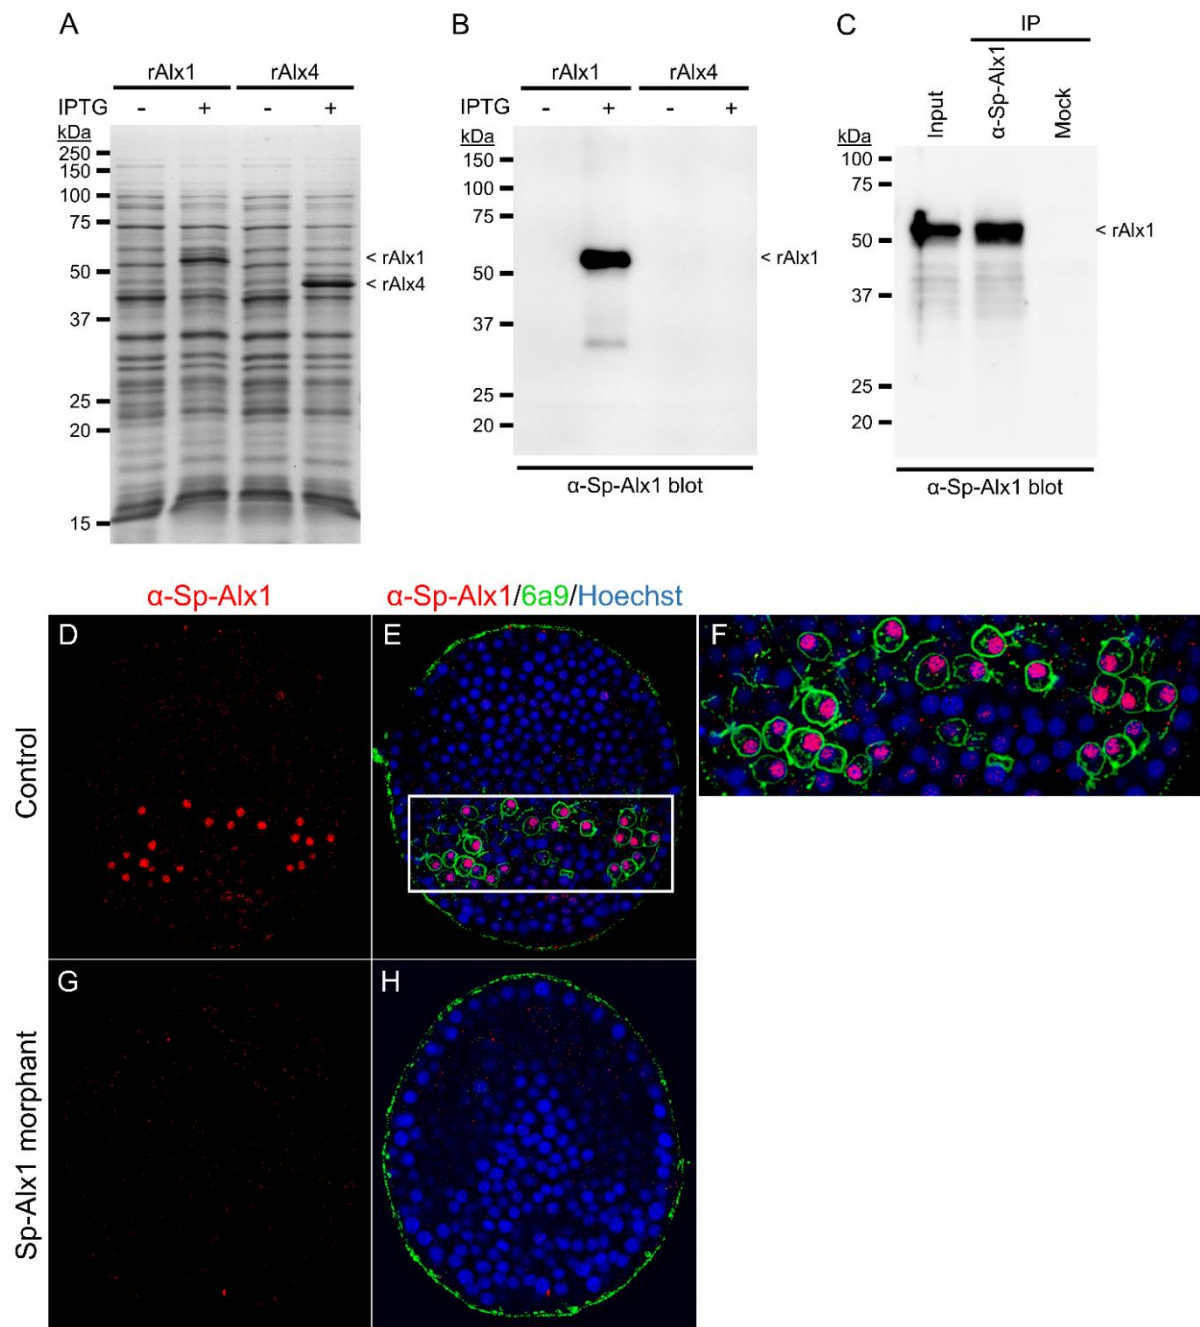 A
rAlx1 rAlx4
IPTG - + - +
kDa
250
150
100
75
50
37
25
20
15
< rAlx1
< rAlx4
B
rAlx1 rAlx4
IPTG - + - +
kDa
150
100
75
50
37
25
20
< rAlx1
α-Sp-Alx1 blot
C
IP
Input
α-Sp-Alx1
Mock
kDa
100
75
50
37
25
20
< rAlx1
α-Sp-Alx1 blot
α-Sp-Alx1
α-Sp-Alx1/6a9/Hoechst
Control
D
E
F
Sp-Alx1 morphant
G
H